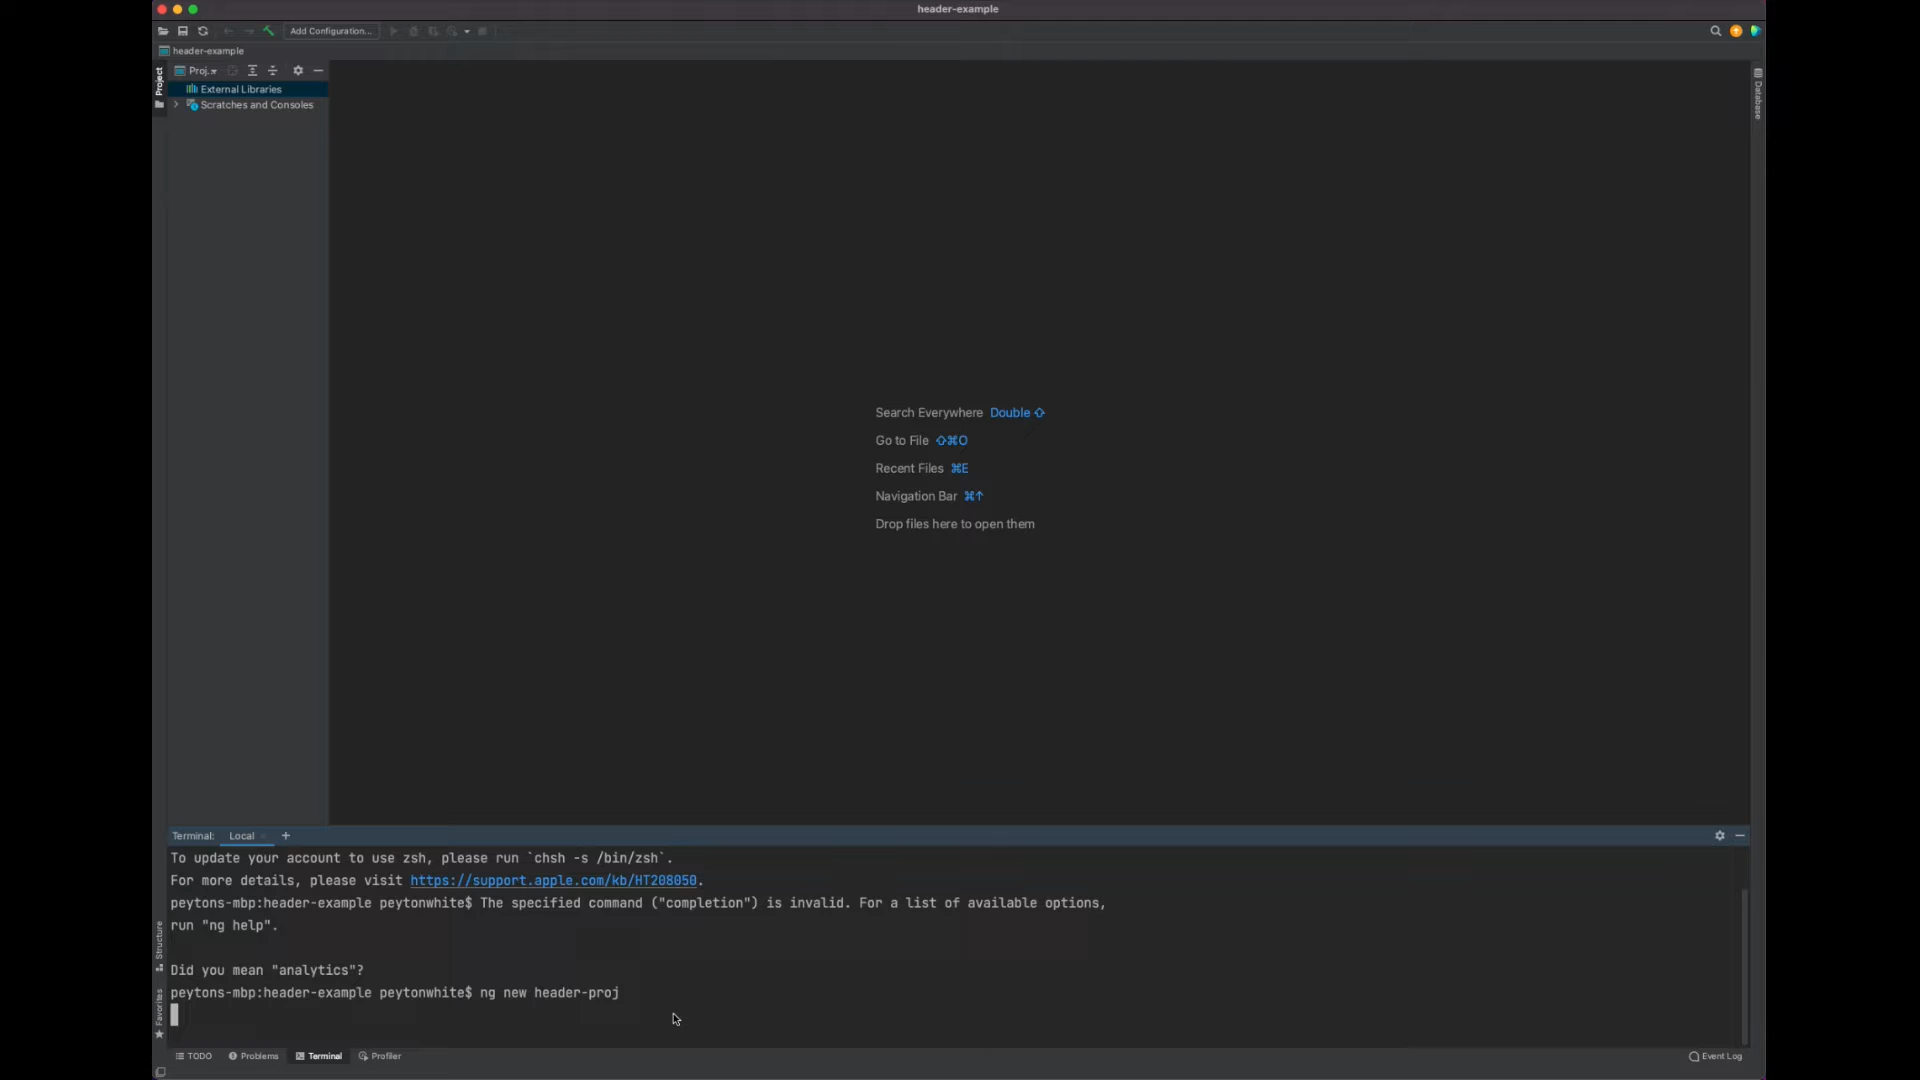 header-example
Add Configuration...
header-example
Project
Proj...
External Libraries
Scratches and Consoles
Database
Search Everywhere Double ⇧
Go to File ⇧⌘O
Recent Files ⌘E
Navigation Bar ⌘↑
Drop files here to open them
Terminal: Local × +
To update your account to use zsh, please run `chsh -s /bin/zsh`.
For more details, please visit https://support.apple.com/kb/HT208050.
peytons-mbp:header-example peytonwhite$ The specified command ("completion") is invalid. For a list of available options,
run "ng help".
Did you mean "analytics"?
peytons-mbp:header-example peytonwhite$ ng new header-proj
Structure
Favorites
TODO Problems Terminal Profiler Event Log